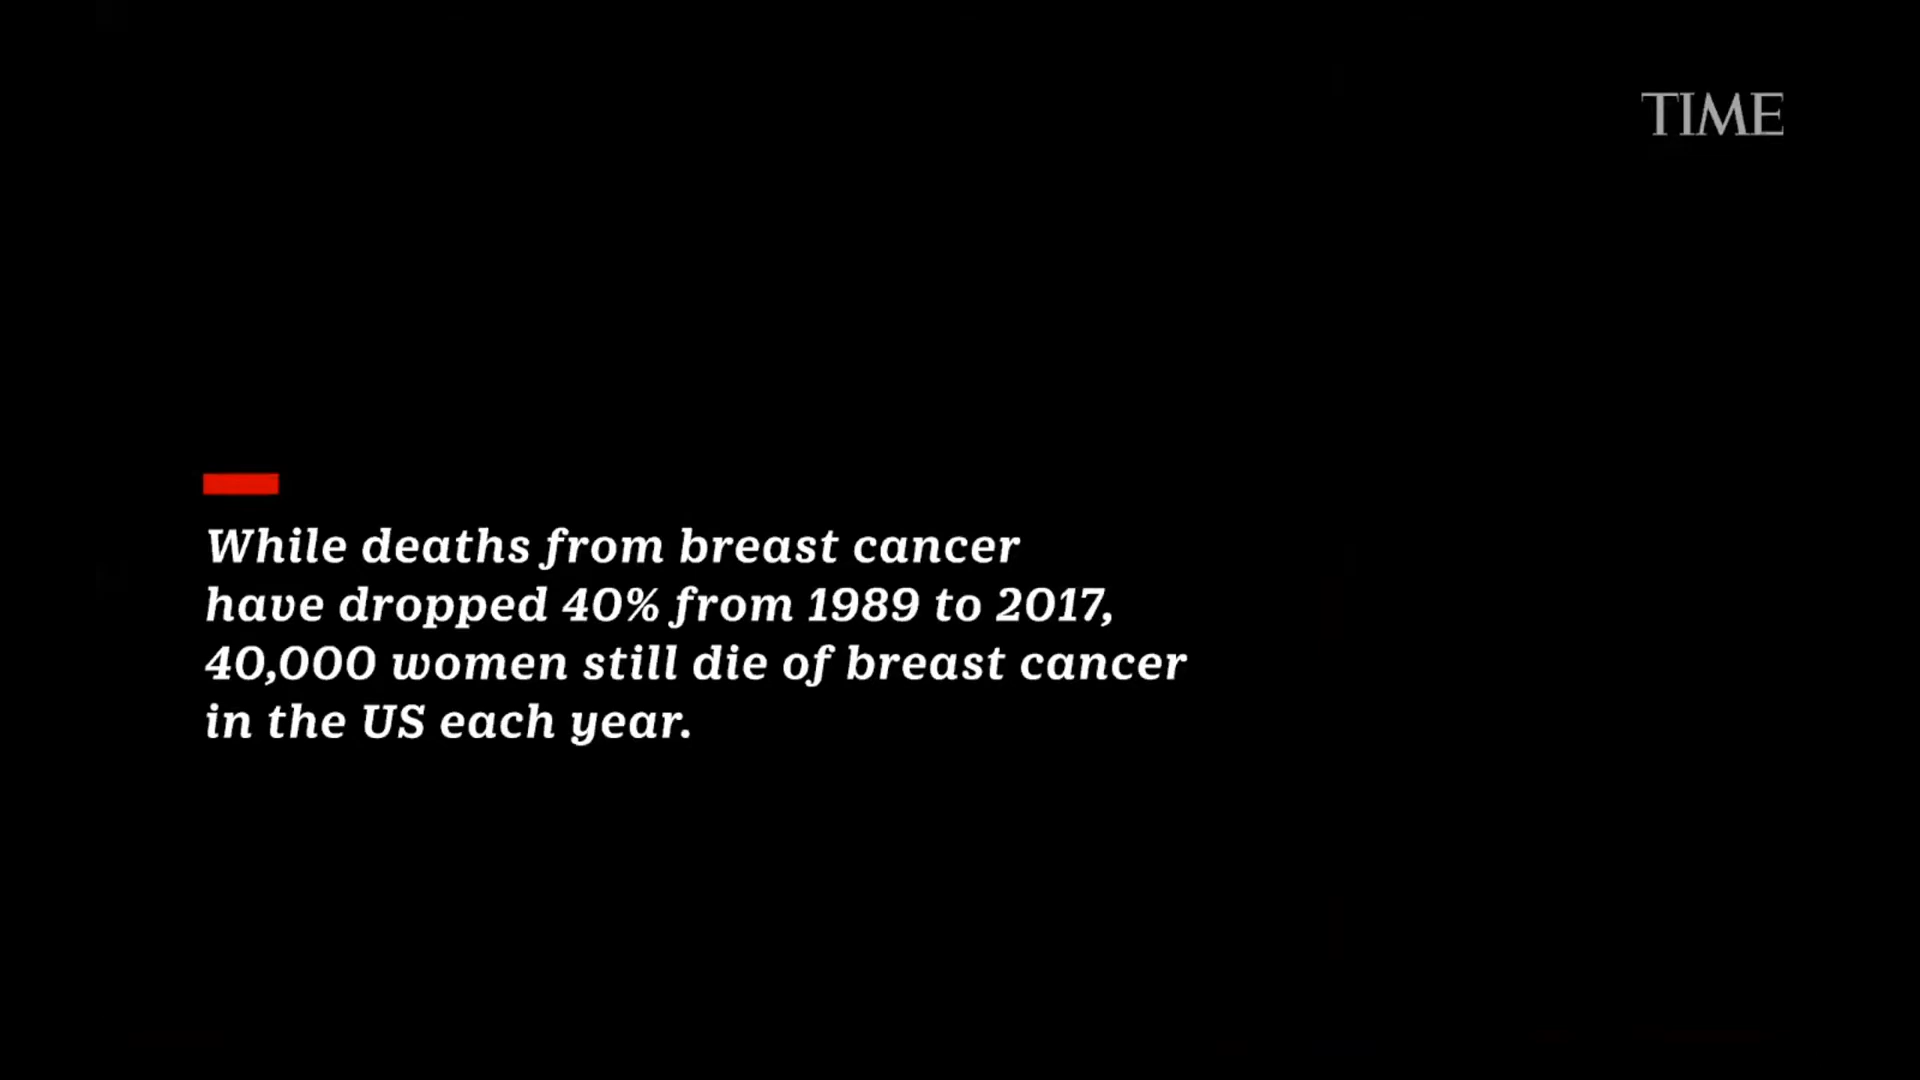 TIME
While deaths from breast cancer
have dropped 40% from 1989 to 2017,
40,000 women still die of breast cancer
in the US each year.